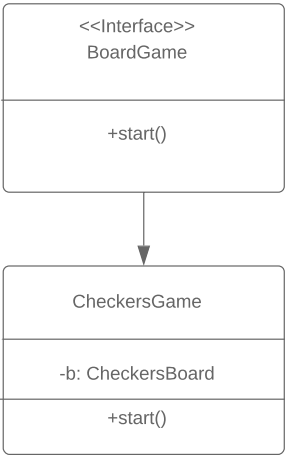 <<Interface>>
BoardGame
+start()
CheckersGame
-b: CheckersBoard
+start()